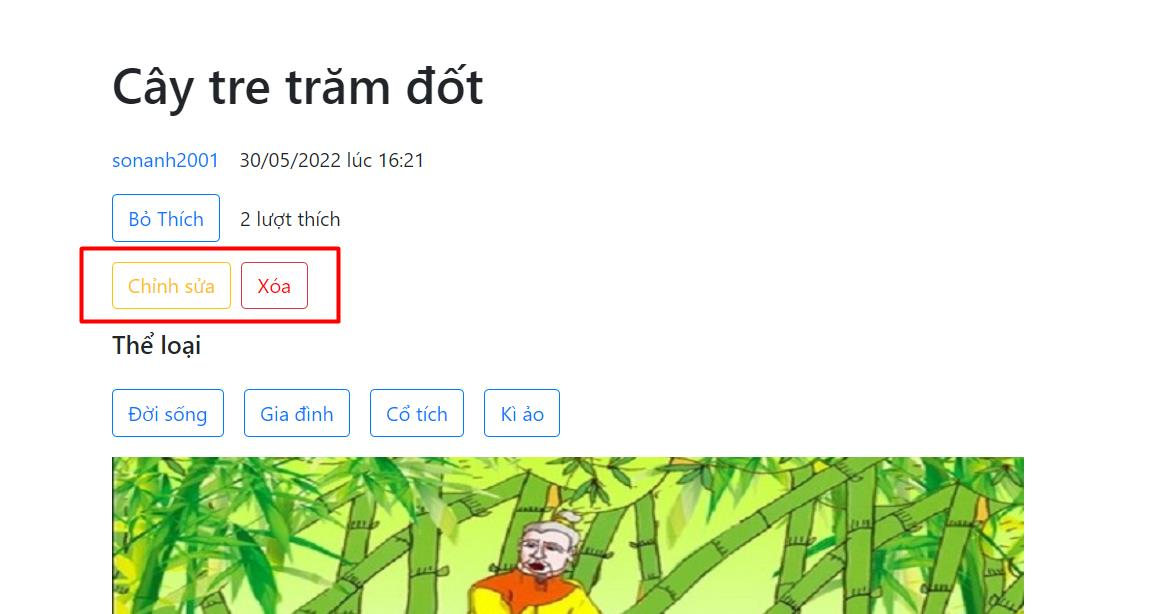 Cây tre trăm đốt
sonanh2001 30/05/2022 lúc 16:21
Bỏ Thích 2 lượt thích
Chỉnh sửa Xóa
Thể loại
Đời sống Gia đình Cổ tích Kì ảo